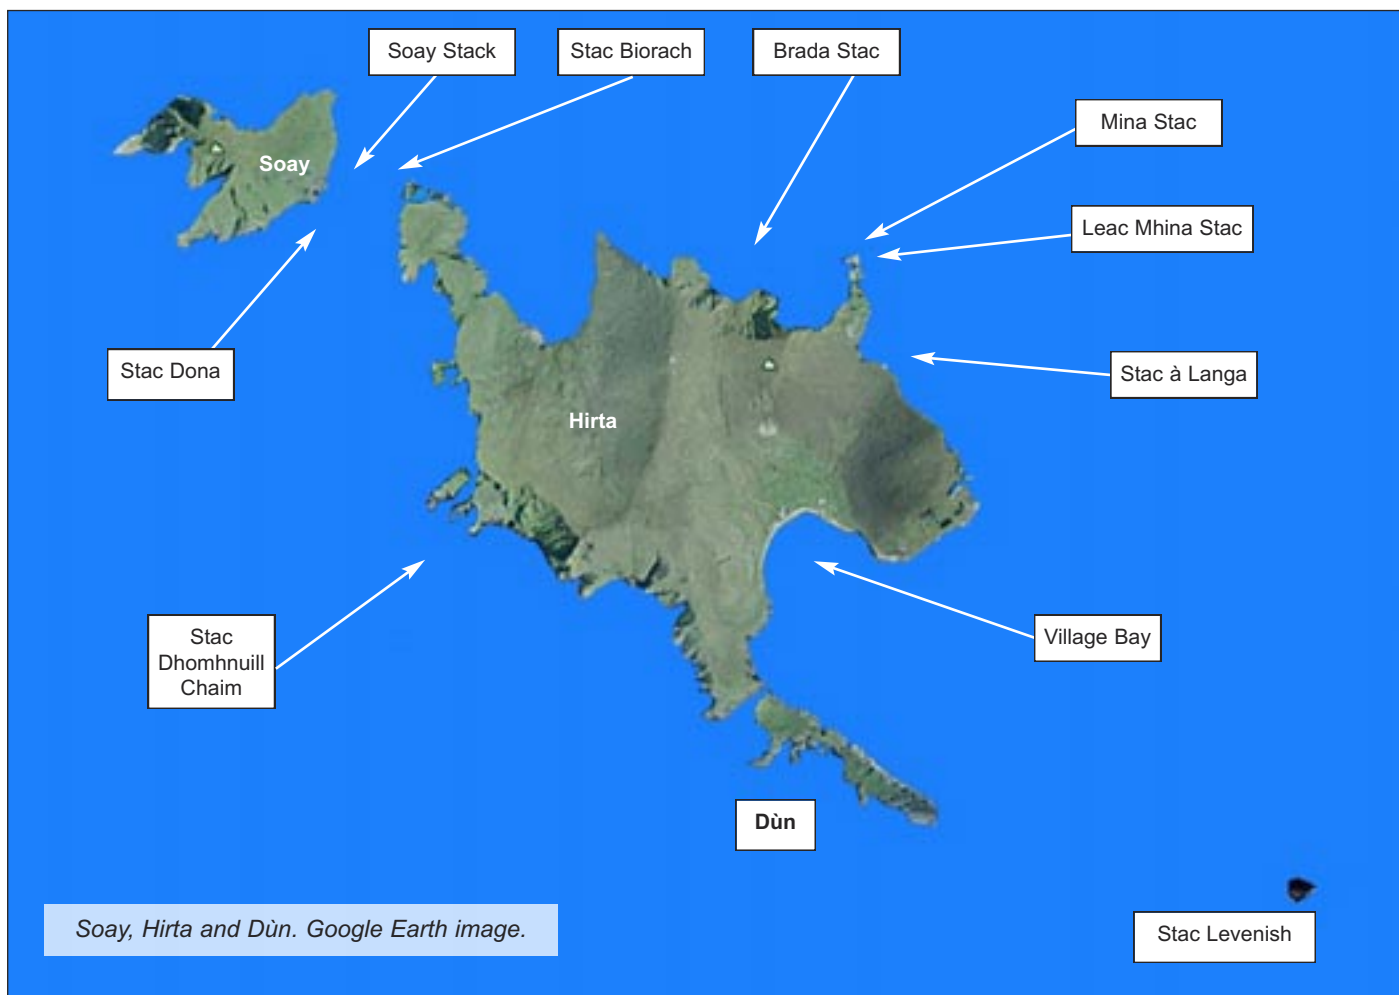 Soay Stack
Stac Biorach
Brada Stac
Mina Stac
Soay
Leac Mhina Stac
Stac Dona
Stac à Langa
Hirta
Stac
Dhomhnuill
Chaim
Village Bay
Dùn
Soay, Hirta and Dùn. Google Earth image.
Stac Levenish